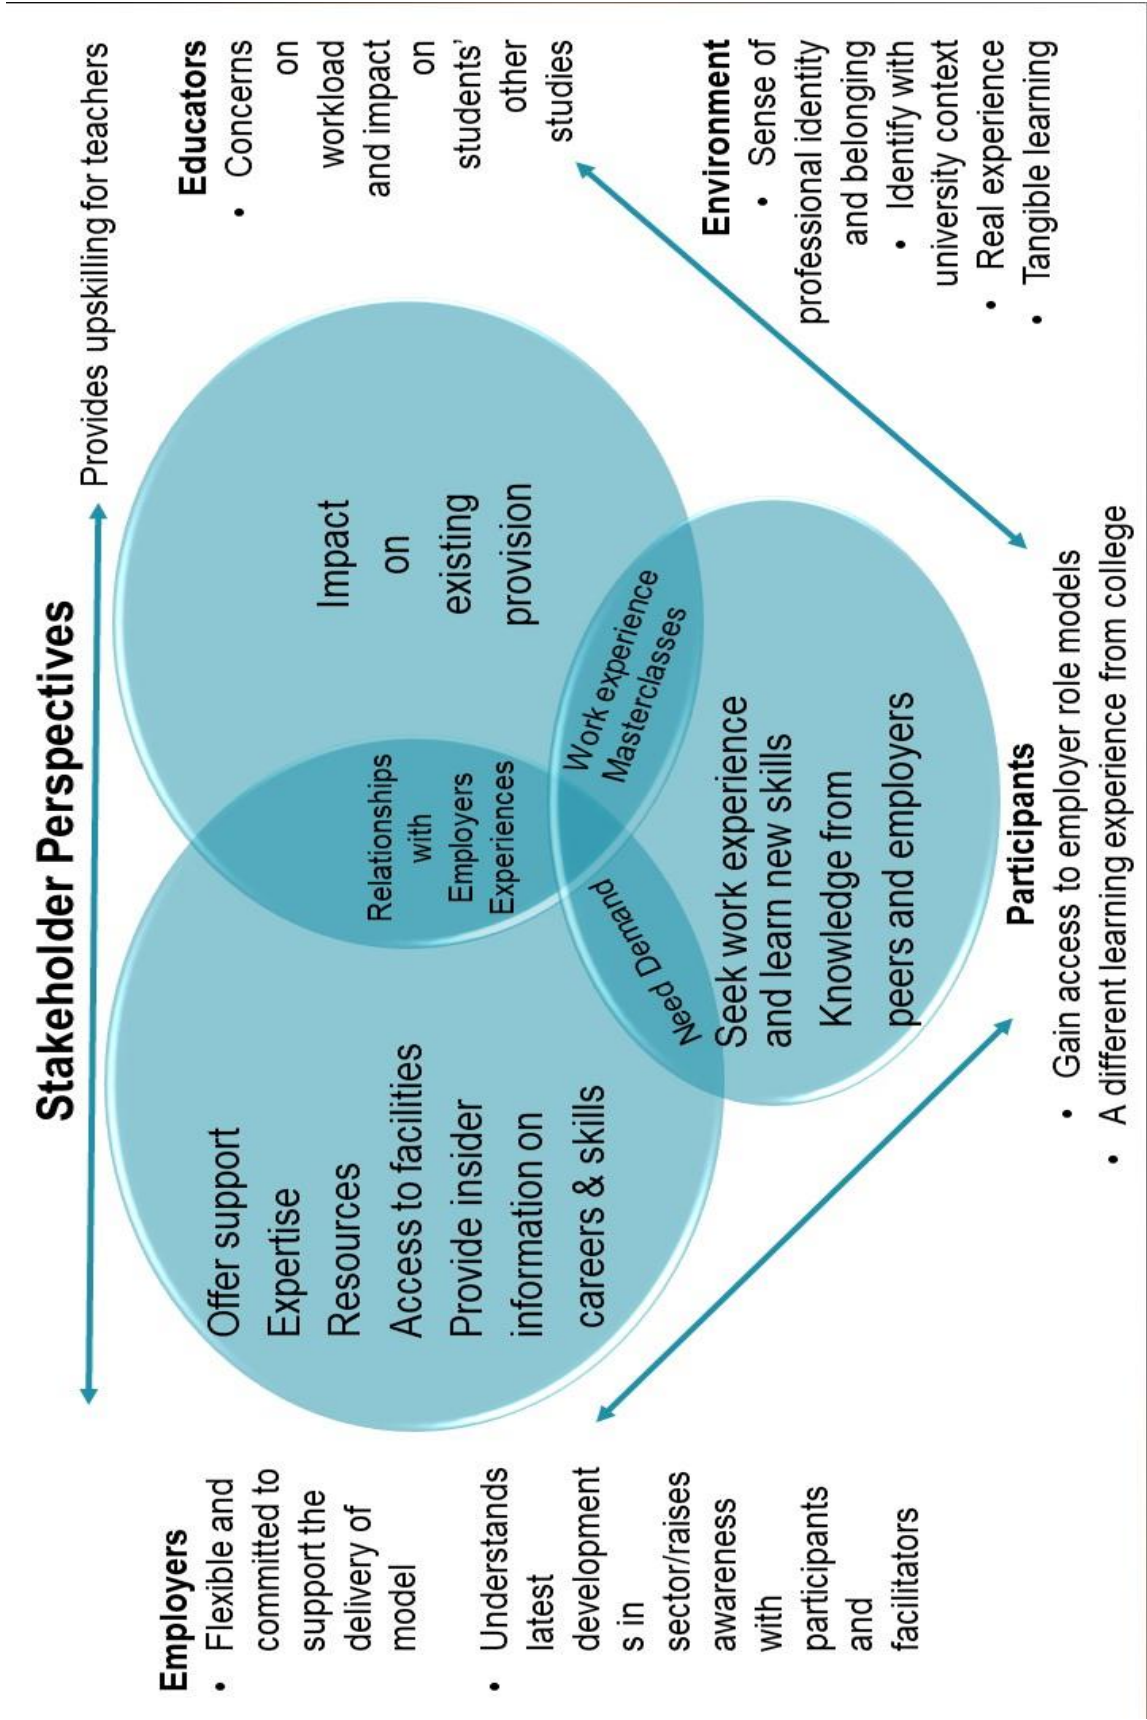 Stakeholder Perspectives
Provides upskilling for teachers
Employers
• Flexible and
committed to
support the
delivery of
model
• Understands
latest
development
s in
sector/raises
awareness
with
participants
and
facilitators
Offer support
Expertise
Resources
Access to facilities
Provide insider
information on
careers & skills
Relationships
with
Employers
Experiences
Impact
on
existing
provision
Educators
• Concerns
on
workload
and impact
on
students'
other
studies
Need Demand
Work experience
Masterclasses
Seek work experience
and learn new skills
Knowledge from
peers and employers
Environment
• Sense of
professional identity
and belonging
• Identify with
university context
• Real experience
• Tangible learning
Participants
• Gain access to employer role models
• A different learning experience from college